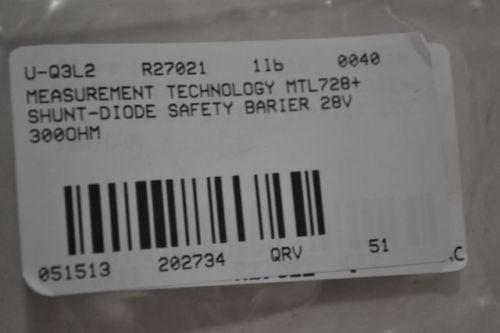 U-Q3L2 R27021 1lb 0040
MEASUREMENT TECHNOLOGY MTL728+
SHUNT-DIODE SAFETY BARIER 28V
300OHM
051513 202734 QRV 51